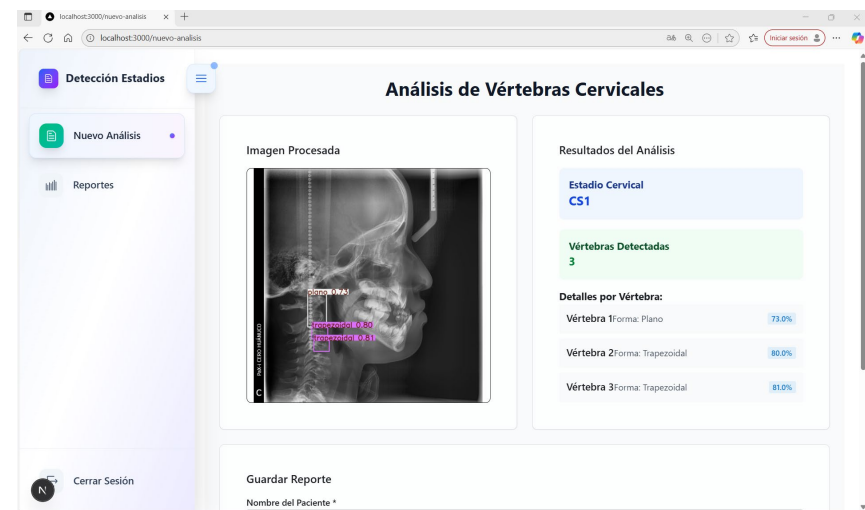 localhost:3000/nuevo-analisis
localhost:3000/nuevo-analisis
Iniciar sesión
Detección Estadios
Nuevo Análisis
Reportes
Cerrar Sesión
N
Análisis de Vértebras Cervicales
Imagen Procesada
plano 0.73
trapezoidal 0.80
trapezoidal 0.81
PaX-i CERO HUÁNUCO
C
Resultados del Análisis
Estadio Cervical
CS1
Vértebras Detectadas
3
Detalles por Vértebra:
Vértebra 1Forma: Plano 73.0%
Vértebra 2Forma: Trapezoidal 80.0%
Vértebra 3Forma: Trapezoidal 81.0%
Guardar Reporte
Nombre del Paciente *